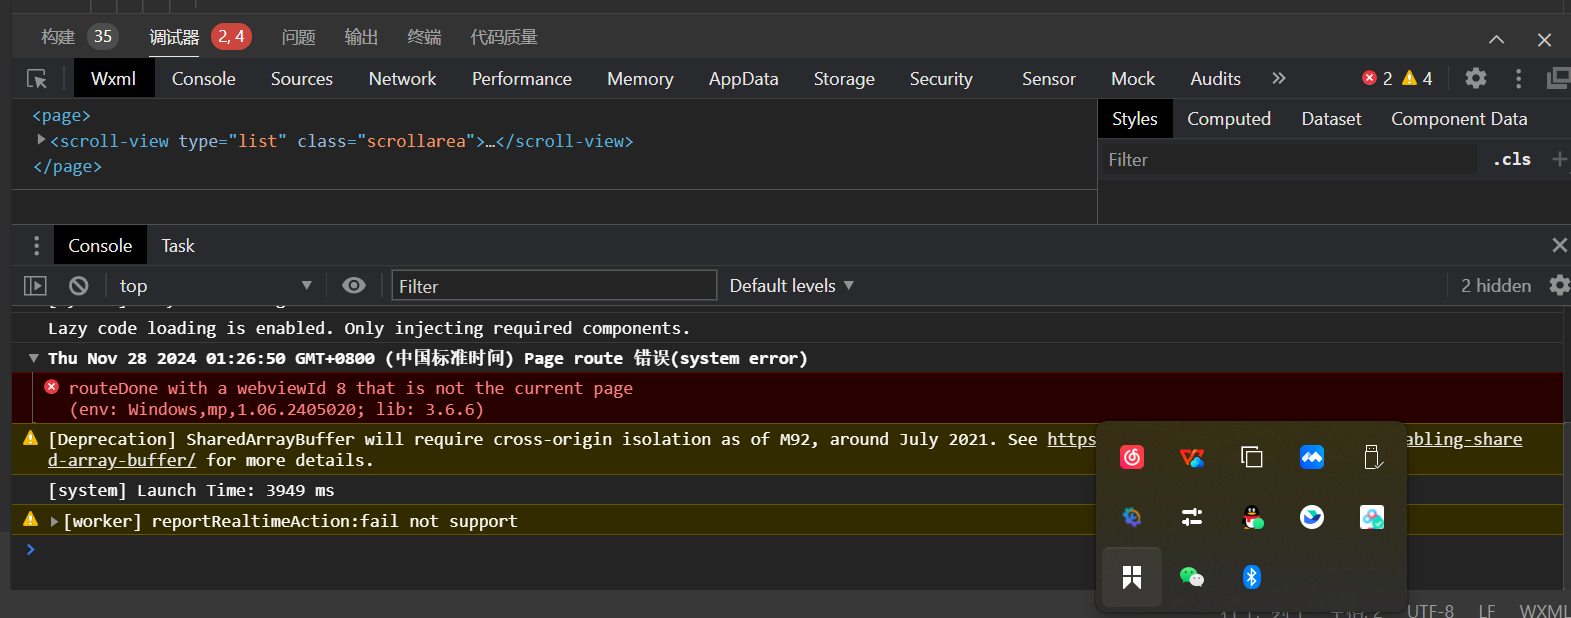 构建 35 调试器 2, 4 问题 输出 终端 代码质量
Wxml Console Sources Network Performance Memory AppData Storage Security Sensor Mock Audits 2 4
<page>
<scroll-view type="list" class="scrollarea">…</scroll-view>
</page>
Styles Computed Dataset Component Data
Filter .cls
Console Task
top Filter Default levels 2 hidden
Lazy code loading is enabled. Only injecting required components.
Thu Nov 28 2024 01:26:50 GMT+0800 (中国标准时间) Page route 错误(system error)
routeDone with a webviewId 8 that is not the current page
(env: Windows,mp,1.06.2405020; lib: 3.6.6)
[Deprecation] SharedArrayBuffer will require cross-origin isolation as of M92, around July 2021. See https abling-share
d-array-buffer/ for more details.
[system] Launch Time: 3949 ms
[worker] reportRealtimeAction:fail not support
UTF-8 LF WXML